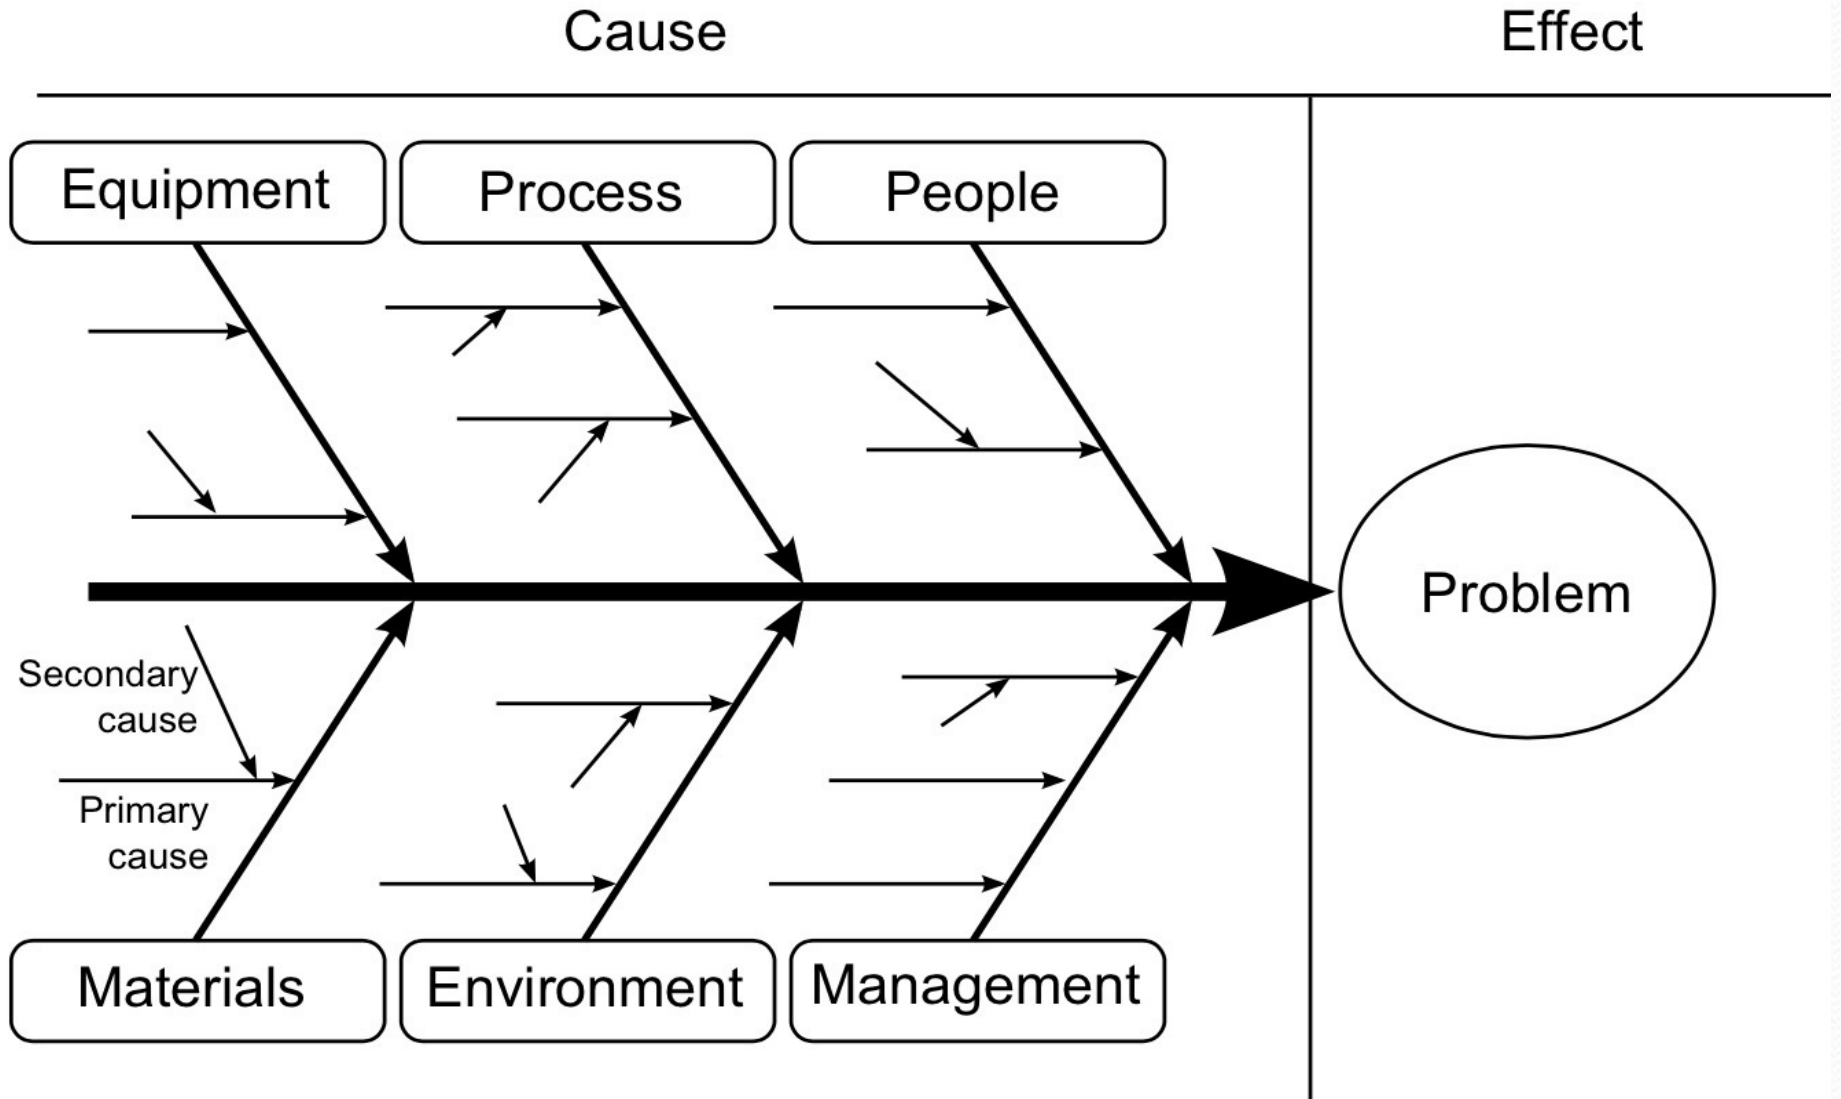 Cause
Effect
Equipment
Process
People
Problem
Secondary
cause
Primary
cause
Materials
Environment
Management